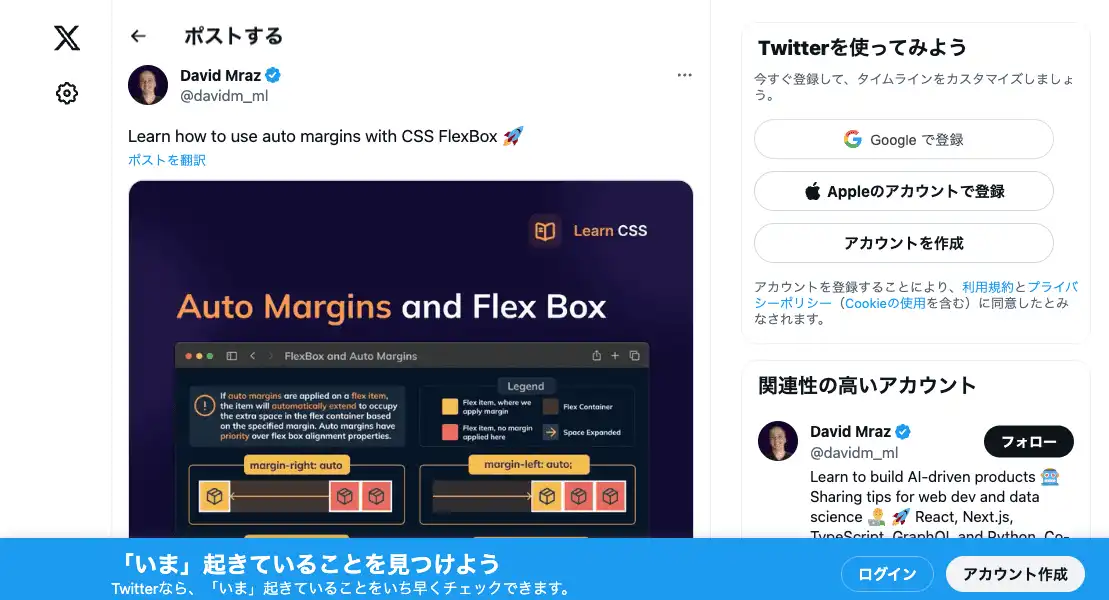 ポストする
David Mraz
@davidm_ml
Learn how to use auto margins with CSS FlexBox 🚀
ポストを翻訳
Learn CSS
Auto Margins and Flex Box
FlexBox and Auto Margins
If auto margins are applied on a flex item,
the item will automatically extend to occupy
the extra space in the flex container based
on the specified margin. Auto margins have
priority over flex box alignment properties.
Legend
Flex item, where we
apply margin
Flex Container
Flex item, no margin
applied here
Space Expanded
margin-right: auto
margin-left: auto;
Twitterを使ってみよう
今すぐ登録して、タイムラインをカスタマイズしましょ
う。
Google で登録
Appleのアカウントで登録
アカウントを作成
アカウントを登録することにより、利用規約とプライバ
シーポリシー（Cookieの使用を含む）に同意したとみ
なされます。
関連性の高いアカウント
David Mraz
@davidm_ml
フォロー
Learn to build AI-driven products 🤖
Sharing tips for web dev and data
science 👨‍🔬 🚀 React, Next.js,
TypeScript, GraphQL and Python. Co-
「いま」起きていることを見つけよう
Twitterなら、「いま」起きていることをいち早くチェックできます。
ログイン
アカウント作成